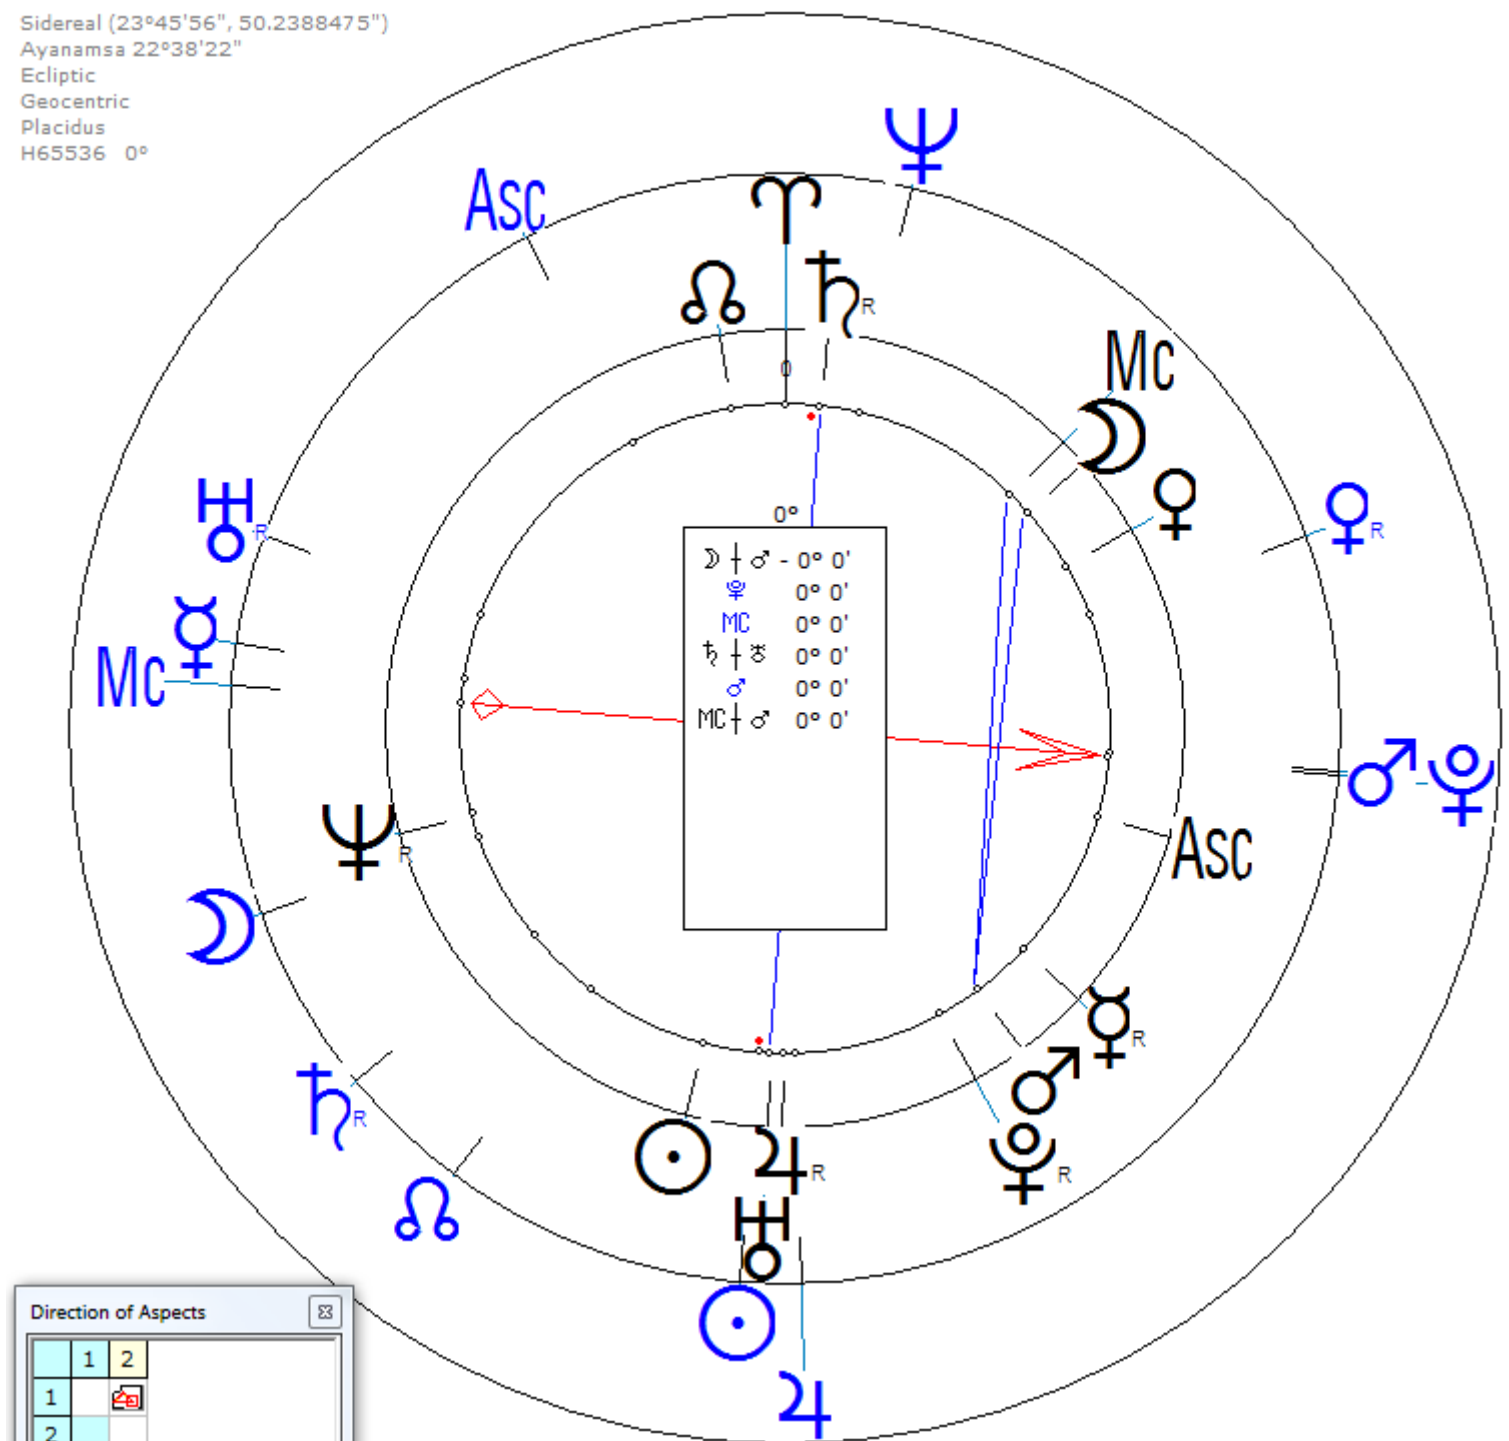 Sidereal (23°45'56", 50.2388475")
Ayanamsa 22°38'22"
Ecliptic
Geocentric
Placidus
H65536 0°
♆
Asc
♈
☊ ♄ R
0
Mc
☽
♀
♅ R
♀ R
0°
☽ ┼ ♂ - 0° 0'
♀
♇ 0° 0'
MC 0° 0'
♄ ┼ ♅ 0° 0'
♂ 0° 0'
MC ┼ ♂ 0° 0'
☿
Mc
♂ ♇
♆ R
Asc
☽
☿ R
♂
♄ R
☉ ♃ R
♇ R
☊
♅
☉
♃
Direction of Aspects
1 2
1
2